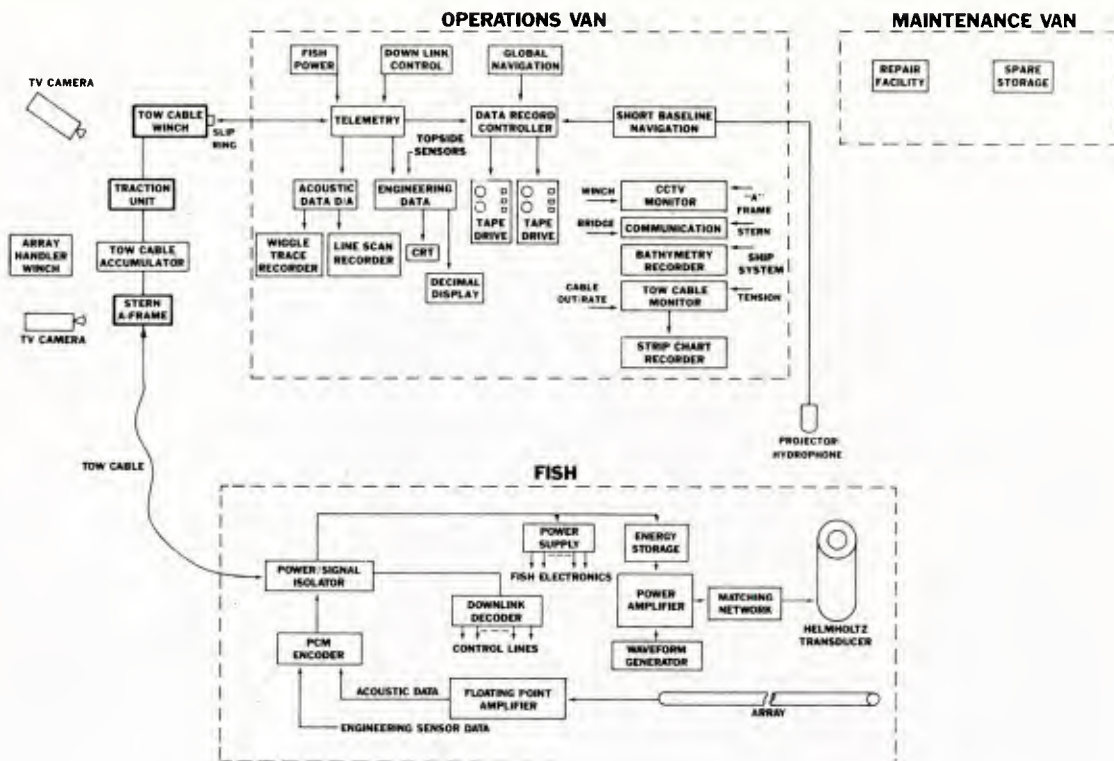 OPERATIONS VAN
MAINTENANCE VAN
FISH
POWER
DOWN LINK
CONTROL
GLOBAL
NAVIGATION
REPAIR
FACILITY
SPARE
STORAGE
TV CAMERA
TOW CABLE
WINCH
SLIP
RING
TELEMETRY
DATA RECORD
CONTROLLER
SHORT BASELINE
NAVIGATION
TOPSIDE
SENSORS
TRACTION
UNIT
ACOUSTIC
DATA D/A
ENGINEERING
DATA
TAPE
DRIVE
TAPE
DRIVE
WINCH
CCTV
MONITOR
"A"
FRAME
BRIDGE
COMMUNICATION
STERN
ARRAY
HANDLER
WINCH
TOW CABLE
ACCUMULATOR
WIGGLE
TRACE
RECORDER
LINE SCAN
RECORDER
CRT
BATHYMETRY
RECORDER
SHIP
SYSTEM
DECIMAL
DISPLAY
CABLE
OUT/RATE
TOW CABLE
MONITOR
TENSION
STERN
A-FRAME
TV CAMERA
STRIP CHART
RECORDER
PROJECTOR
HYDROPHONE
TOW CABLE
FISH
POWER
SUPPLY
ENERGY
STORAGE
POWER/SIGNAL
ISOLATOR
FISH ELECTRONICS
DOWNLINK
DECODER
POWER
AMPLIFIER
MATCHING
NETWORK
HELMHOLTZ
TRANSDUCER
PCM
ENCODER
CONTROL LINES
WAVEFORM
GENERATOR
ACOUSTIC DATA
FLOATING POINT
AMPLIFIER
ARRAY
ENGINEERING SENSOR DATA